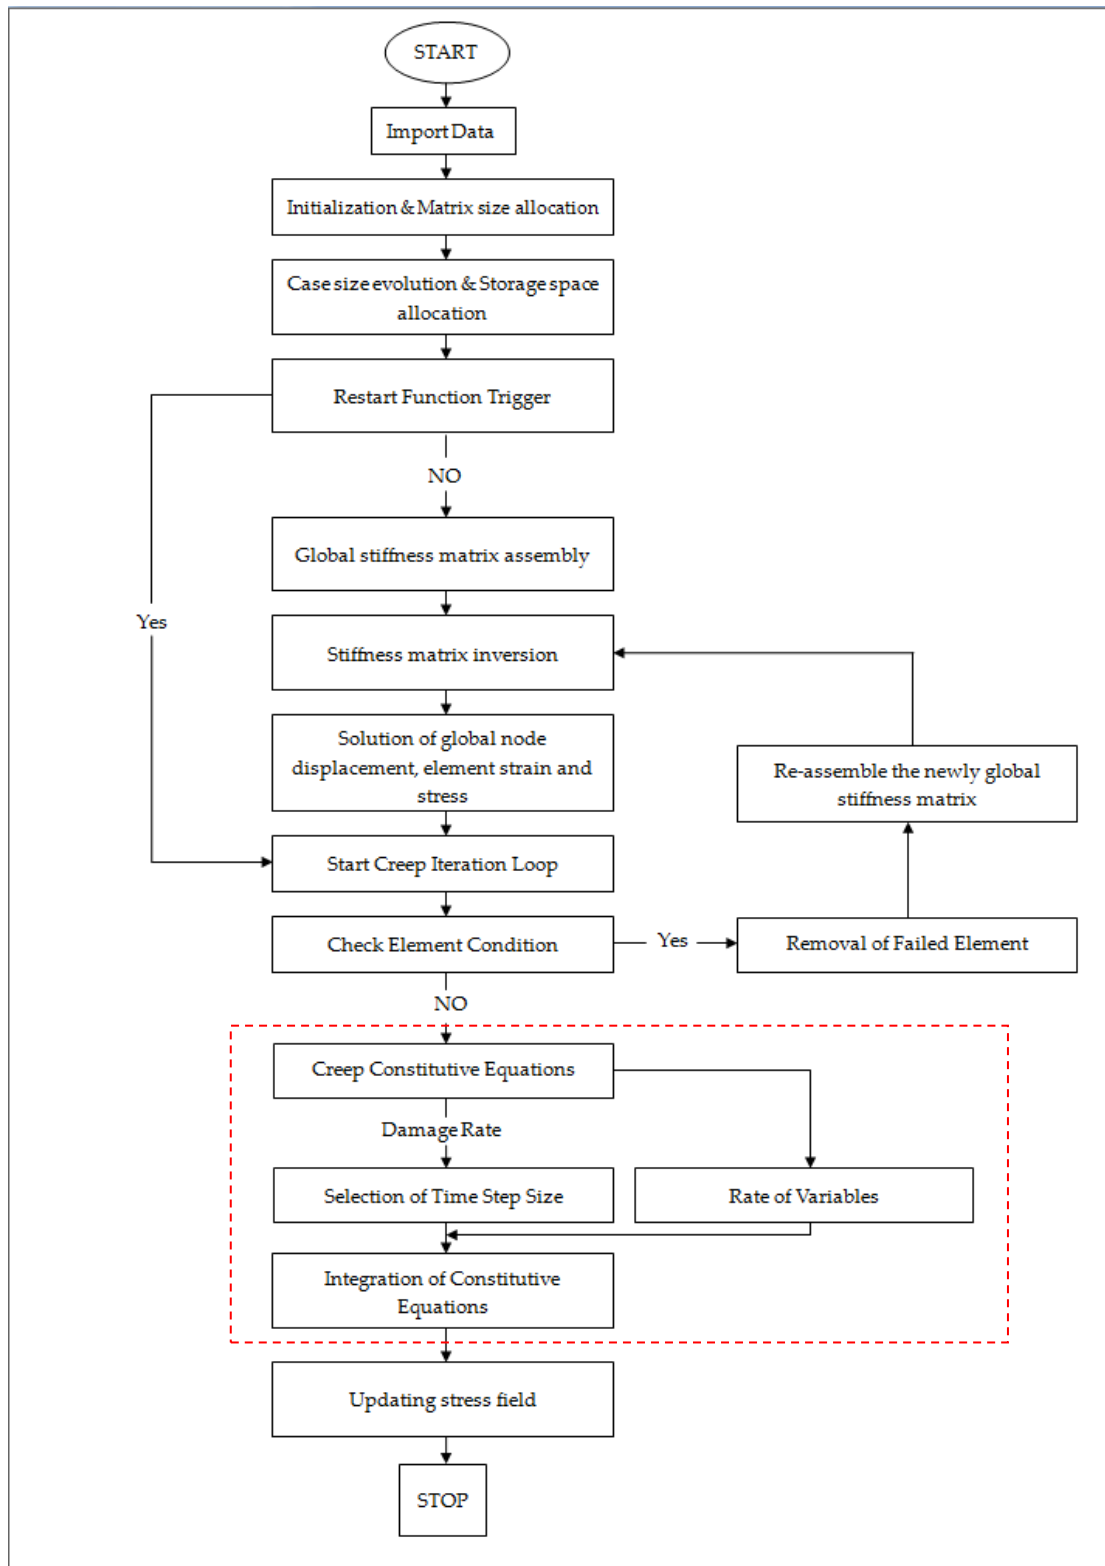 START
Import Data
Initialization & Matrix size allocation
Case size evolution & Storage space
allocation
Restart Function Trigger
NO
Global stiffness matrix assembly
Yes
Stiffness matrix inversion
Solution of global node
displacement, element strain and
stress
Re-assemble the newly global
stiffness matrix
Start Creep Iteration Loop
Check Element Condition
Yes
Removal of Failed Element
NO
Creep Constitutive Equations
Damage Rate
Selection of Time Step Size
Rate of Variables
Integration of Constitutive
Equations
Updating stress field
STOP